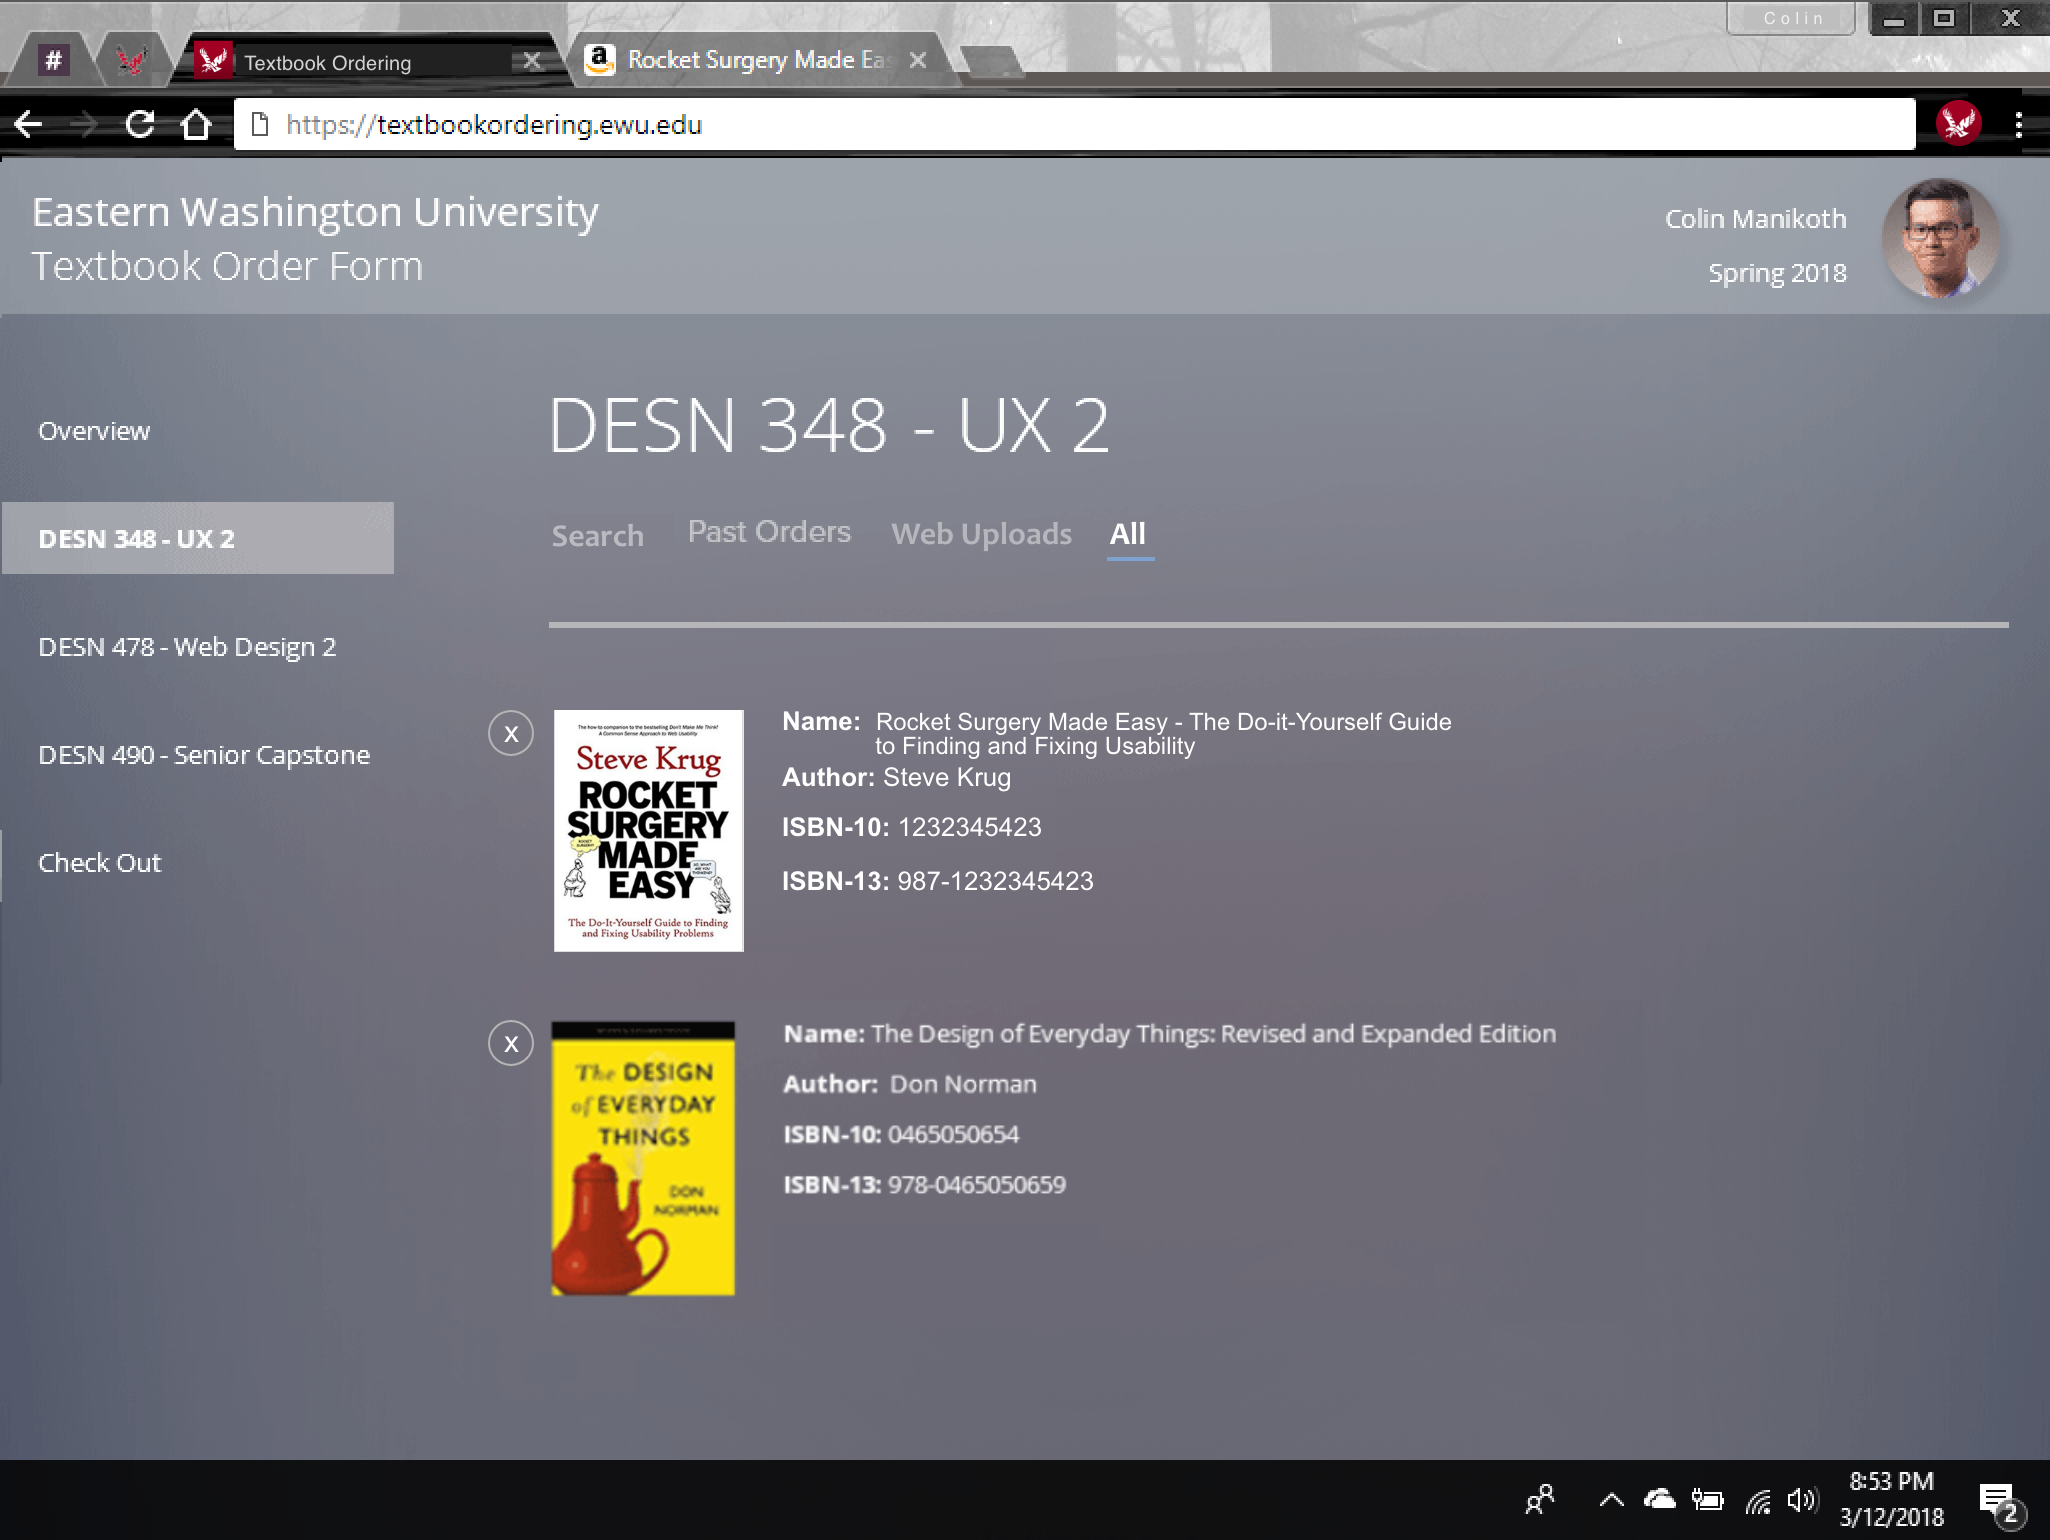 Colin
# Textbook Ordering Rocket Surgery Made Eas
https://textbookordering.ewu.edu
Eastern Washington University
Textbook Order Form
Colin Manikoth
Spring 2018
Overview
DESN 348 - UX 2
DESN 478 - Web Design 2
DESN 490 - Senior Capstone
Check Out
DESN 348 - UX 2
Search Past Orders Web Uploads All
x
The how-to companion to the bestselling Don't Make Me Think!
A Common Sense Approach to Web Usability
Steve Krug
ROCKET
SURGERY
MADE
EASY
The Do-It-Yourself Guide to Finding
and Fixing Usability Problems
Name: Rocket Surgery Made Easy - The Do-it-Yourself Guide
to Finding and Fixing Usability
Author: Steve Krug
ISBN-10: 1232345423
ISBN-13: 987-1232345423
x
The DESIGN
of EVERYDAY
THINGS
DON
NORMAN
Name: The Design of Everyday Things: Revised and Expanded Edition
Author: Don Norman
ISBN-10: 0465050654
ISBN-13: 978-0465050659
8:53 PM
3/12/2018
2